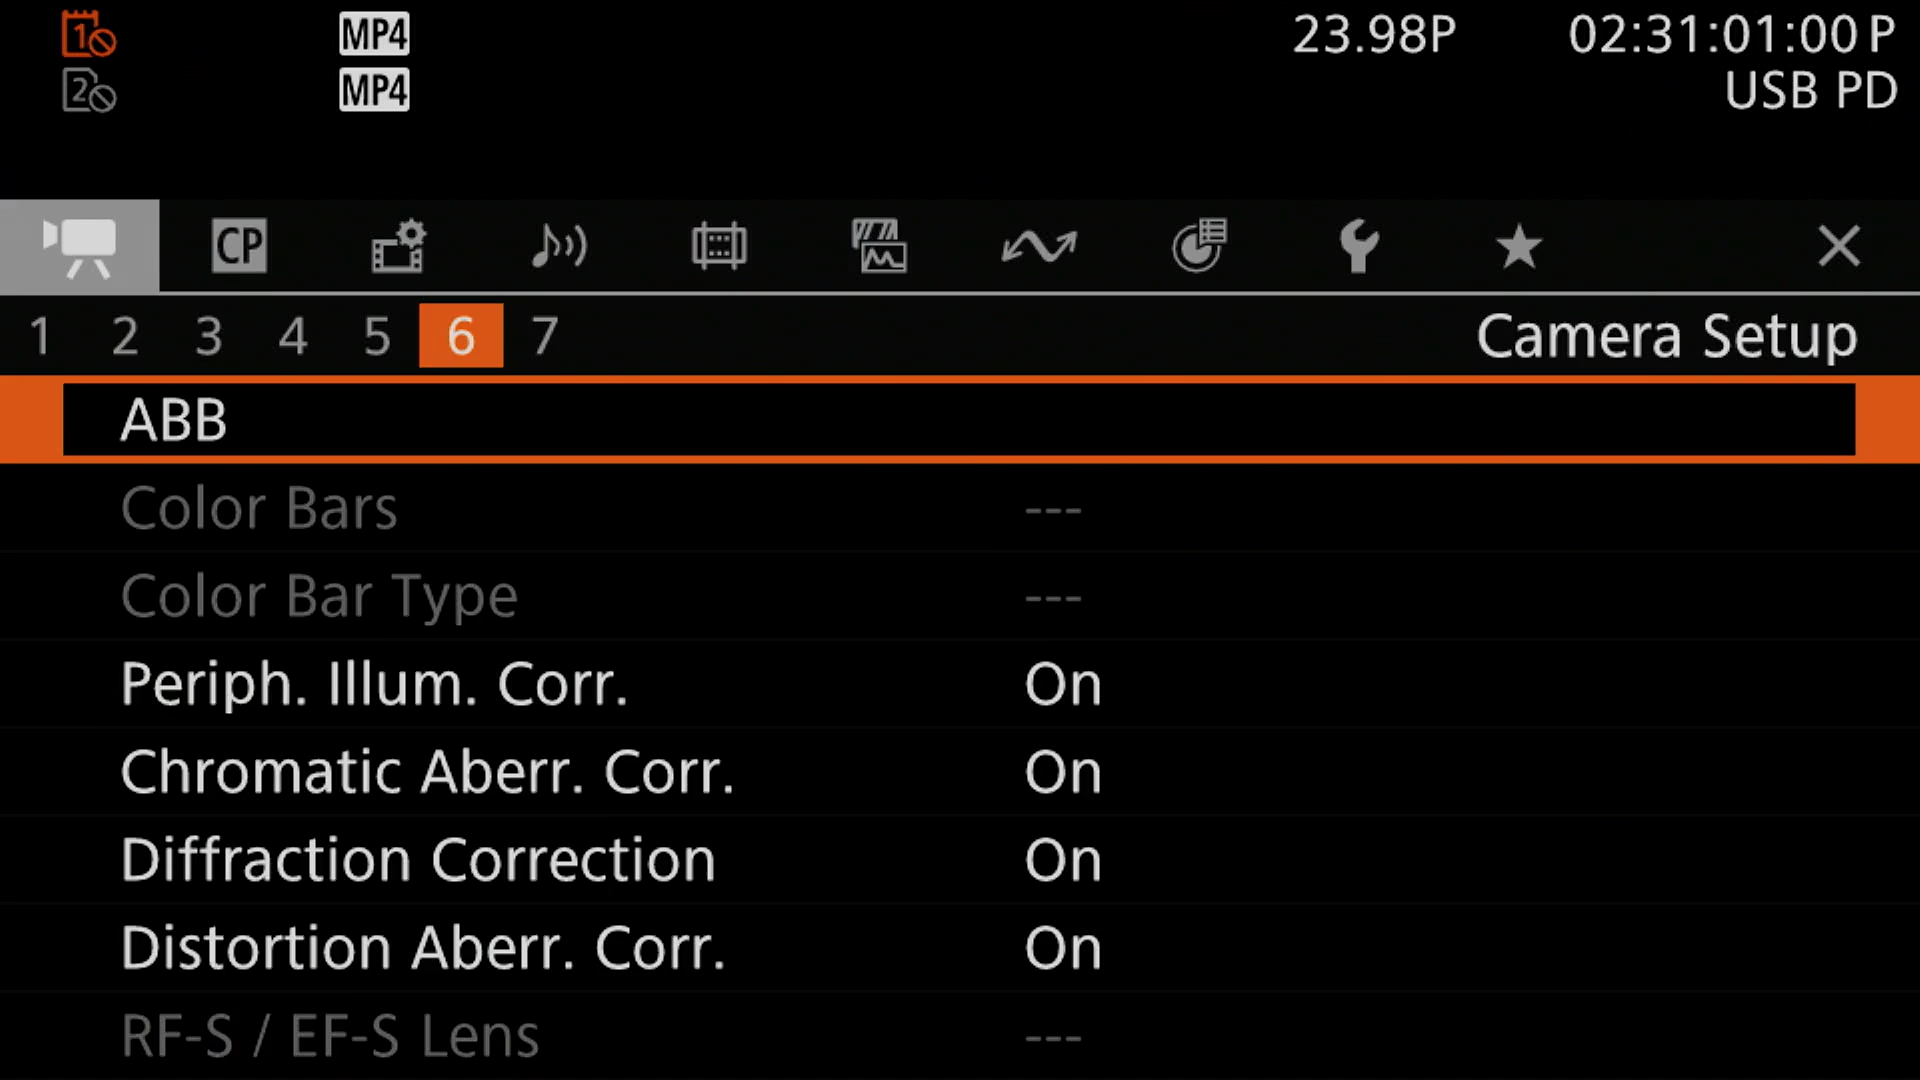 1 MP4 23.98P 02:31:01:00 P
2 MP4 USB PD
CP
1 2 3 4 5 6 7 Camera Setup
ABB
Color Bars ---
Color Bar Type ---
Periph. Illum. Corr. On
Chromatic Aberr. Corr. On
Diffraction Correction On
Distortion Aberr. Corr. On
RF-S / EF-S Lens ---